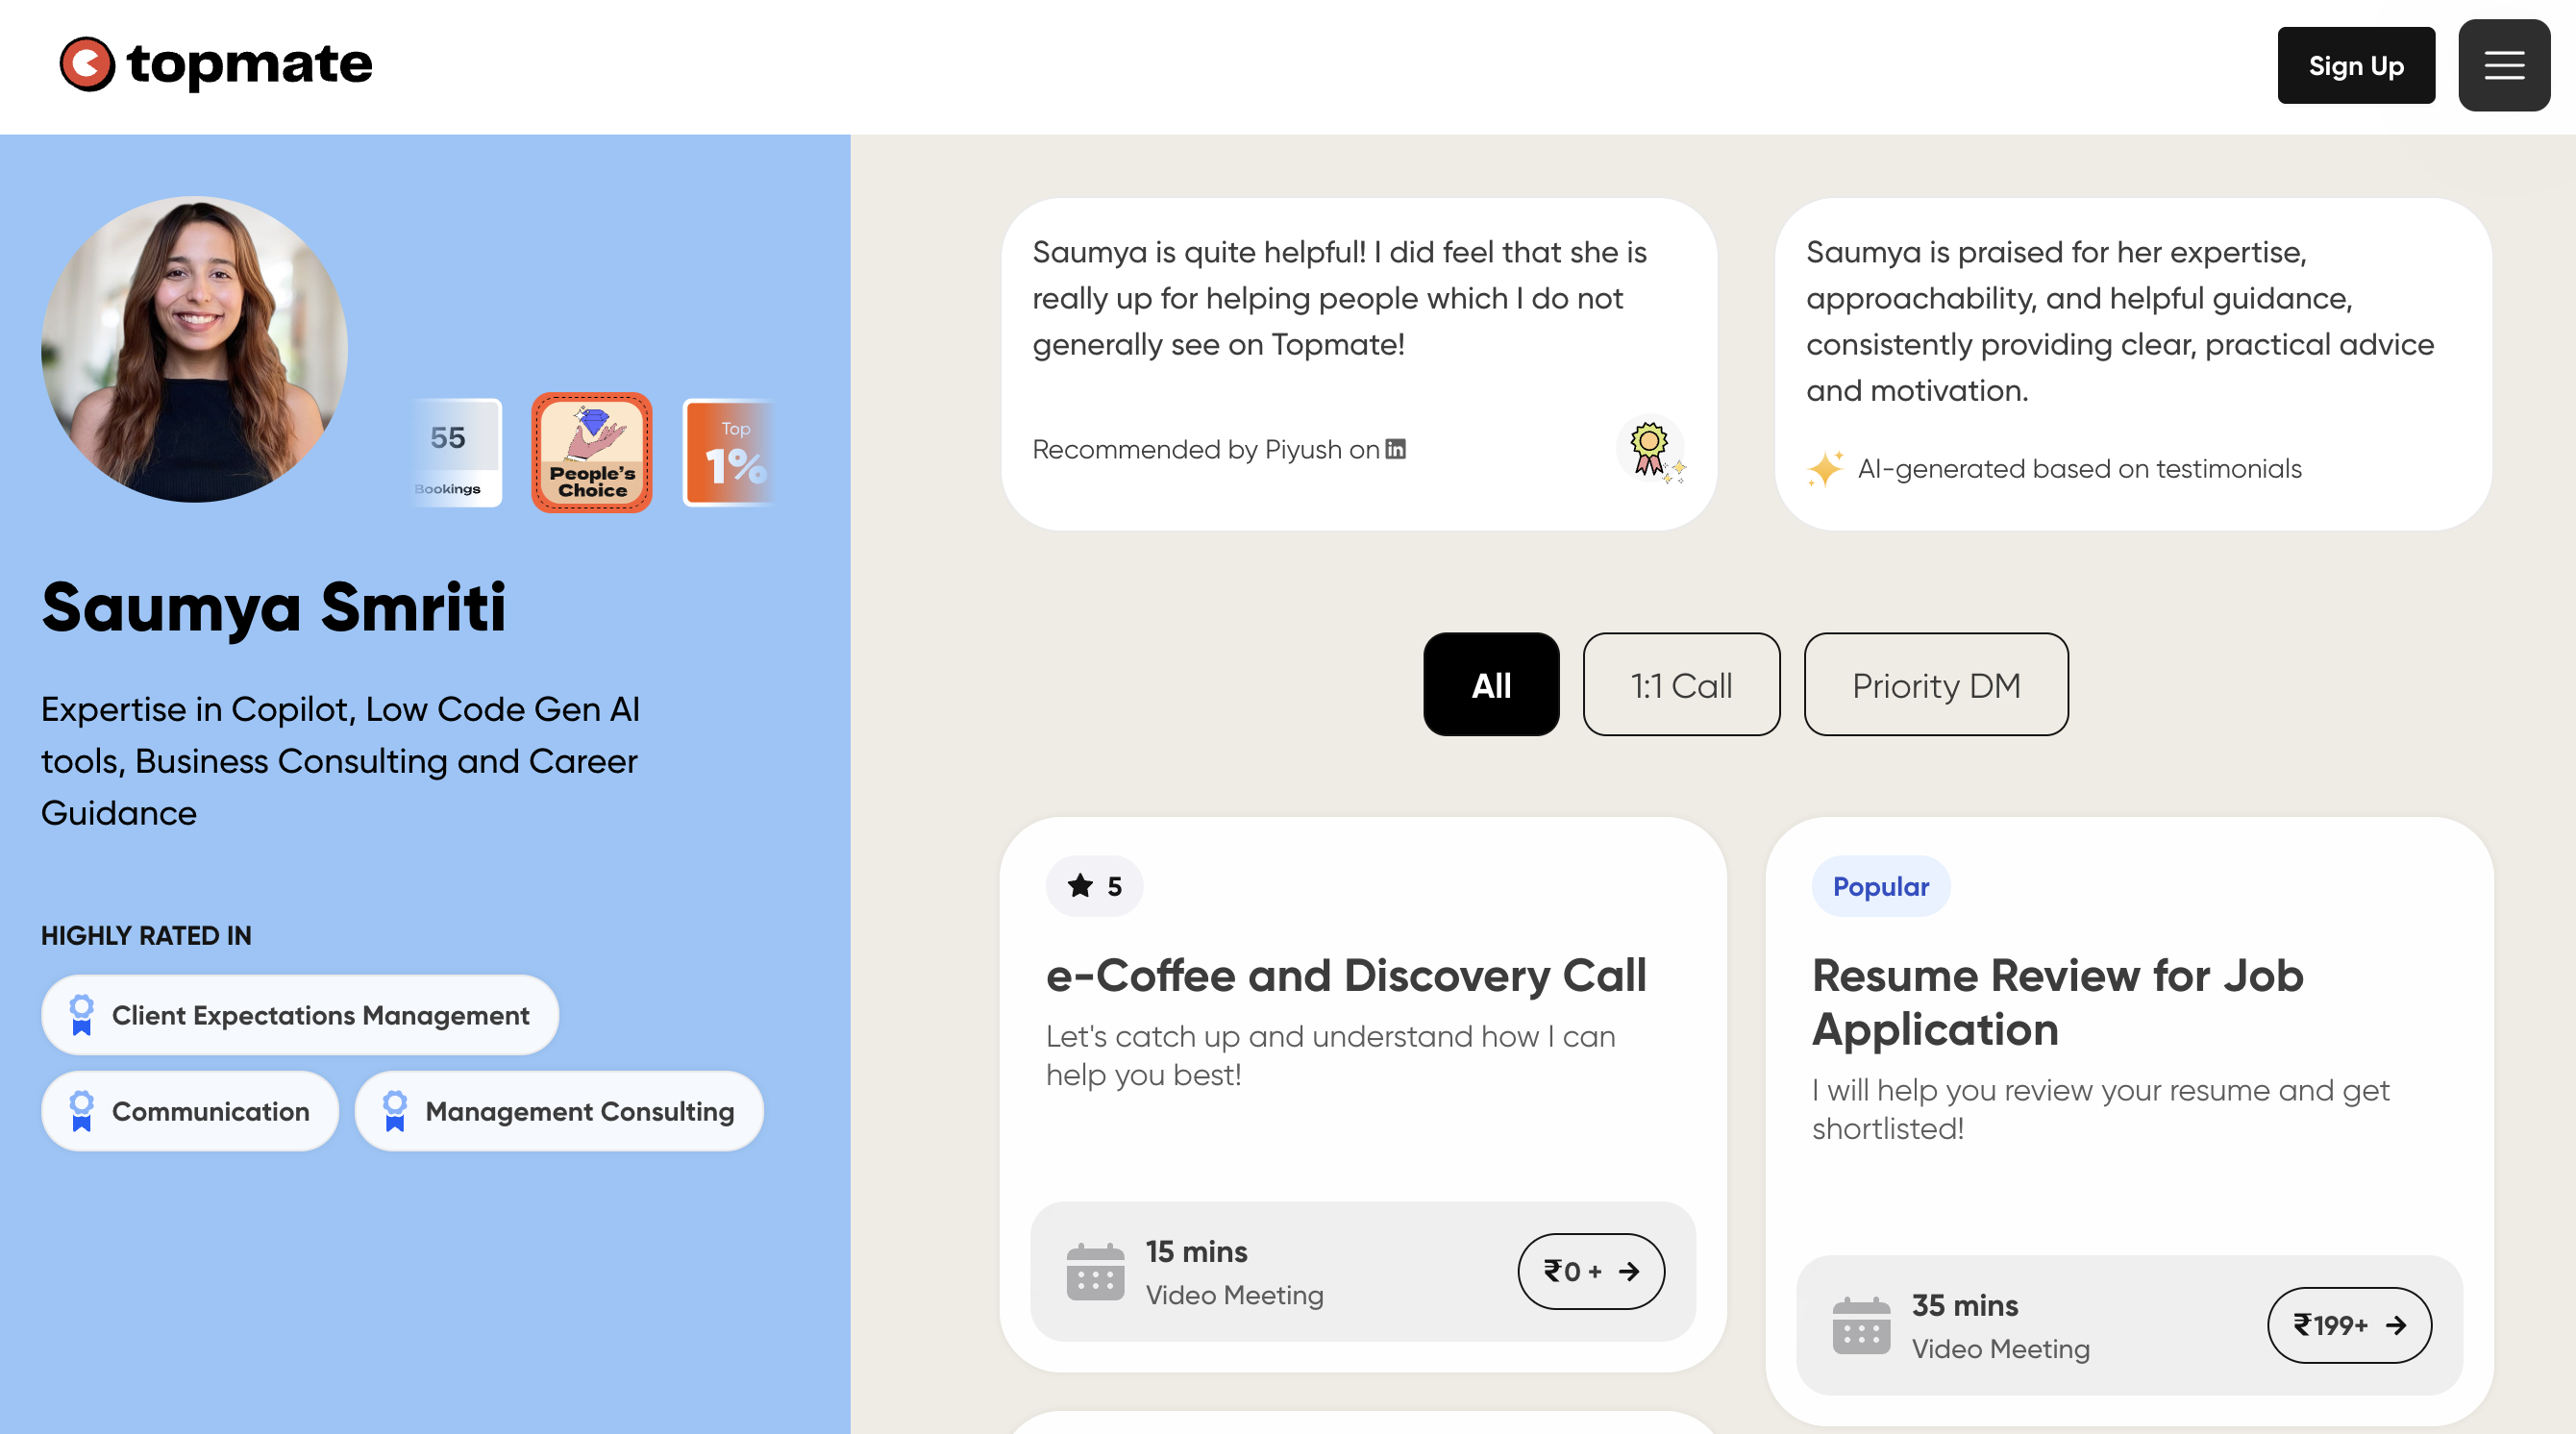 topmate
Sign Up
55
Bookings
People's
Choice
Top
1%
Saumya Smriti
Expertise in Copilot, Low Code Gen AI
tools, Business Consulting and Career
Guidance
HIGHLY RATED IN
Client Expectations Management
Communication
Management Consulting
Saumya is quite helpful! I did feel that she is
really up for helping people which I do not
generally see on Topmate!
Recommended by Piyush on in
Saumya is praised for her expertise,
approachability, and helpful guidance,
consistently providing clear, practical advice
and motivation.
AI-generated based on testimonials
All
1:1 Call
Priority DM
5
e-Coffee and Discovery Call
Let's catch up and understand how I can
help you best!
15 mins
Video Meeting
₹0 +
Popular
Resume Review for Job
Application
I will help you review your resume and get
shortlisted!
35 mins
Video Meeting
₹199+